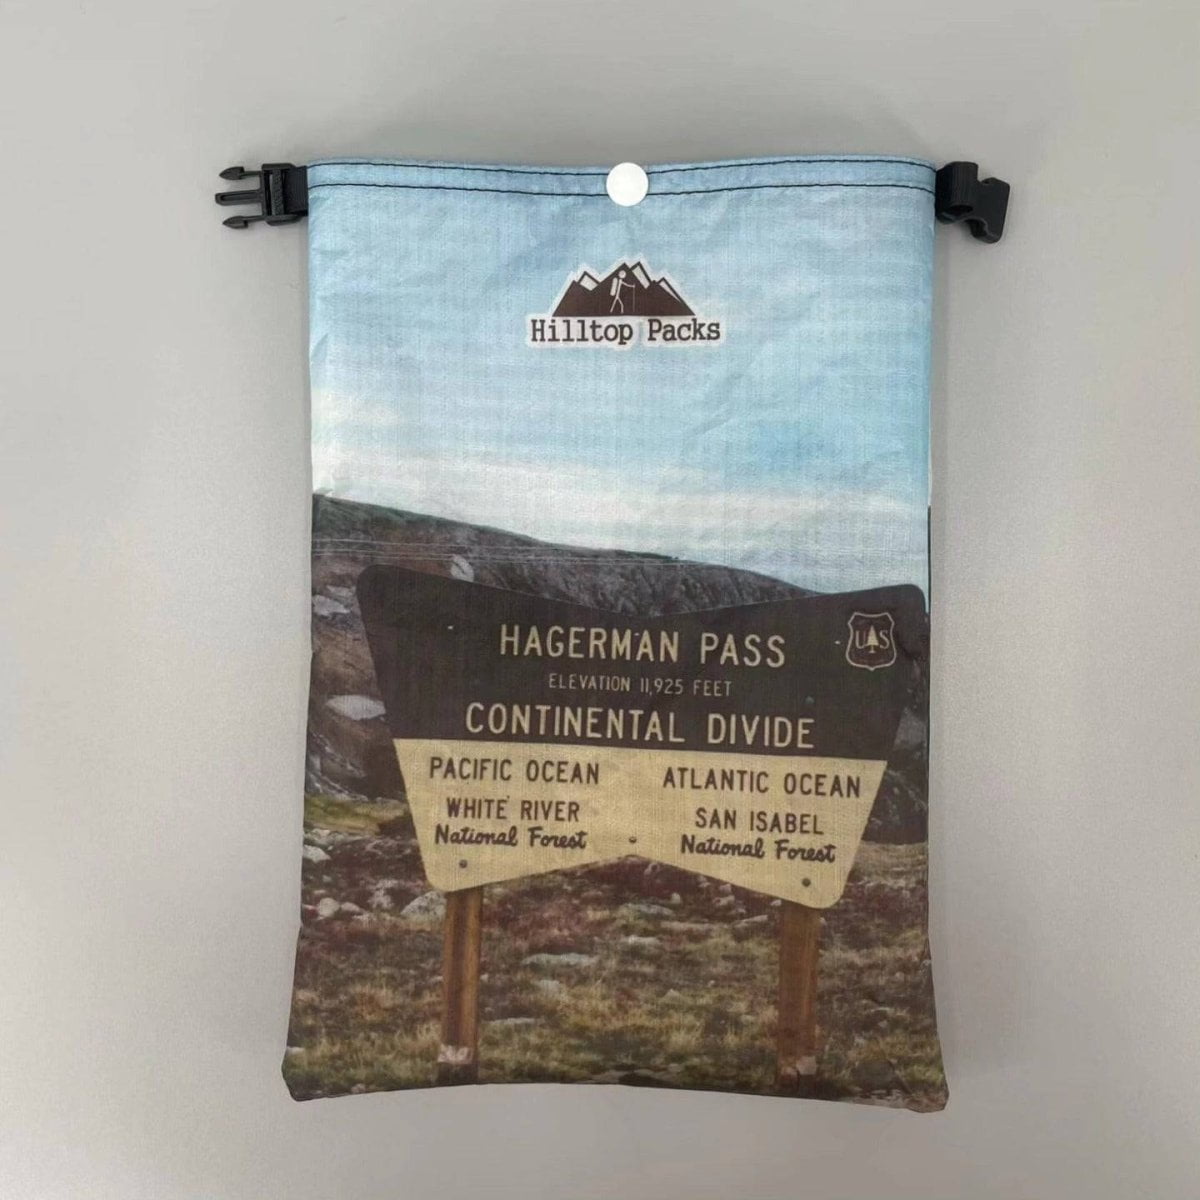 Hilltop Packs
HAGERMAN PASS
US
ELEVATION 11,925 FEET
CONTINENTAL DIVIDE
PACIFIC OCEAN
WHITE RIVER
National Forest
ATLANTIC OCEAN
SAN ISABEL
National Forest